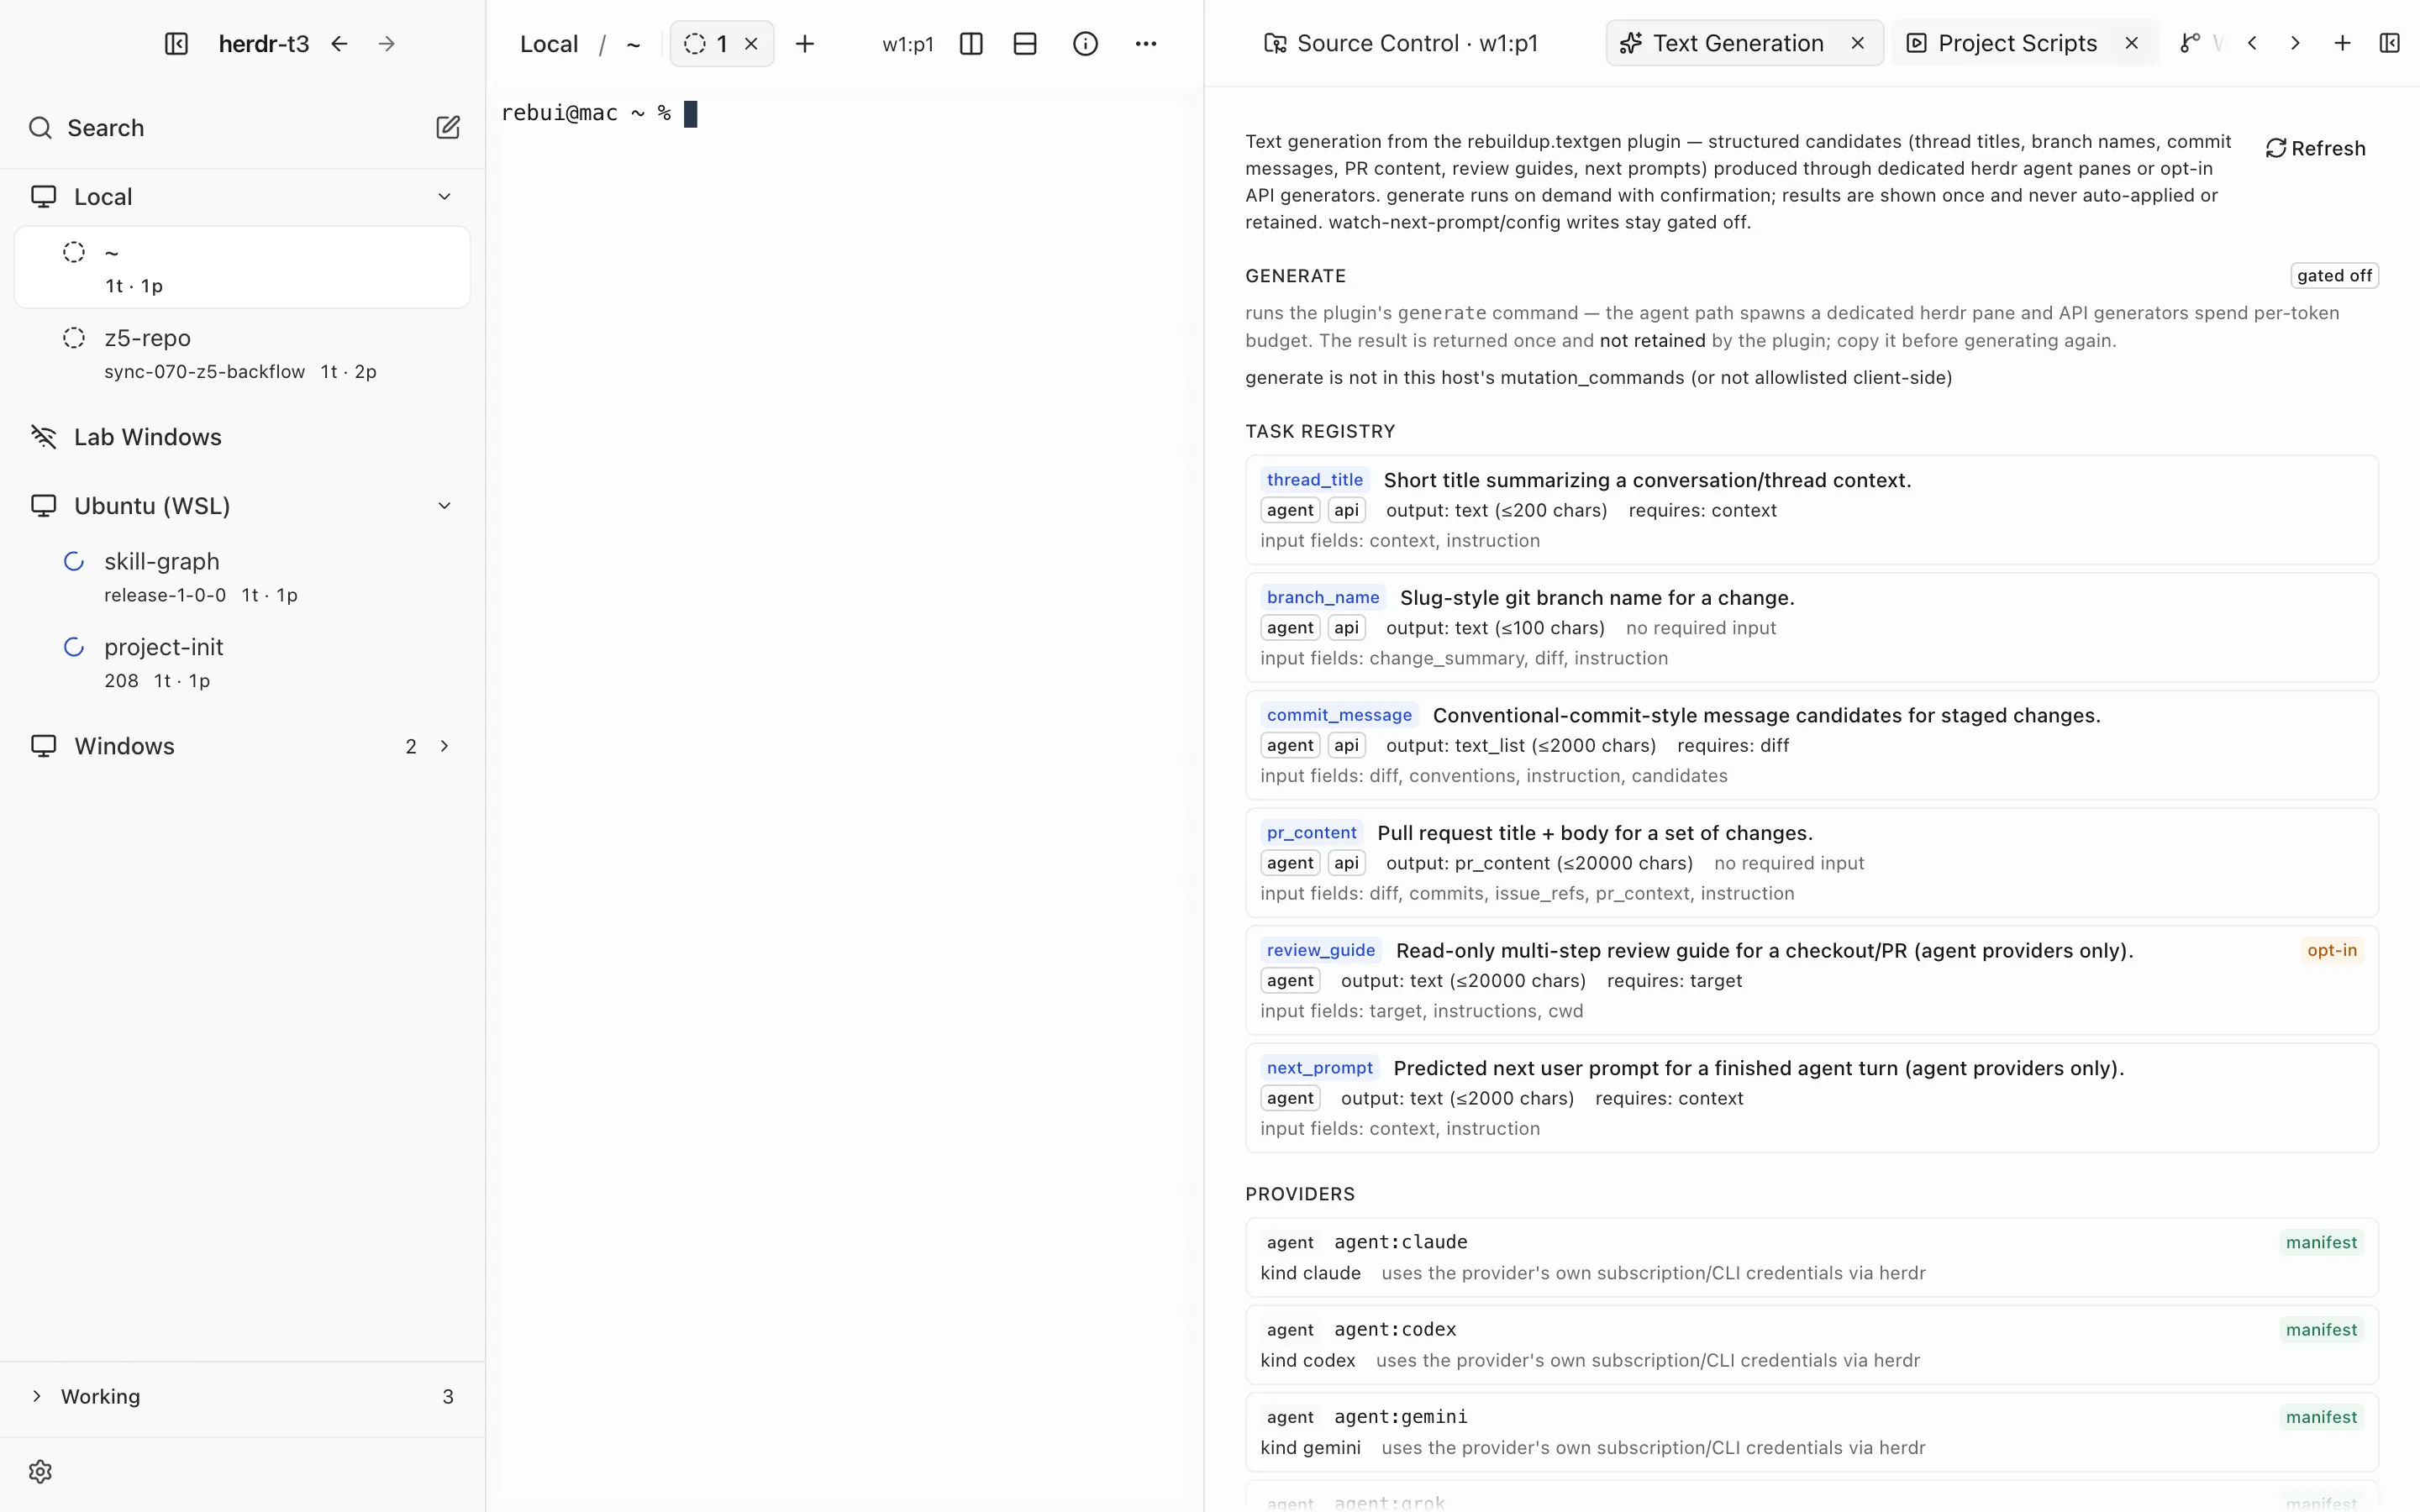 herdr-t3
Search
Local
~
1t · 1p
z5-repo
sync-070-z5-backflow 1t · 2p
Lab Windows
Ubuntu (WSL)
skill-graph
release-1-0-0 1t · 1p
project-init
208 1t · 1p
Windows 2
Working 3
Local / ~ 1 w1:p1
rebui@mac ~ %
Source Control · w1:p1 Text Generation Project Scripts
Text generation from the rebuildup.textgen plugin — structured candidates (thread titles, branch names, commit
messages, PR content, review guides, next prompts) produced through dedicated herdr agent panes or opt-in
API generators. generate runs on demand with confirmation; results are shown once and never auto-applied or
retained. watch-next-prompt/config writes stay gated off.
Refresh
GENERATE gated off
runs the plugin's generate command — the agent path spawns a dedicated herdr pane and API generators spend per-token
budget. The result is returned once and not retained by the plugin; copy it before generating again.
generate is not in this host's mutation_commands (or not allowlisted client-side)
TASK REGISTRY
thread_title Short title summarizing a conversation/thread context.
agent api output: text (≤200 chars) requires: context
input fields: context, instruction
branch_name Slug-style git branch name for a change.
agent api output: text (≤100 chars) no required input
input fields: change_summary, diff, instruction
commit_message Conventional-commit-style message candidates for staged changes.
agent api output: text_list (≤2000 chars) requires: diff
input fields: diff, conventions, instruction, candidates
pr_content Pull request title + body for a set of changes.
agent api output: pr_content (≤20000 chars) no required input
input fields: diff, commits, issue_refs, pr_context, instruction
review_guide Read-only multi-step review guide for a checkout/PR (agent providers only). opt-in
agent output: text (≤20000 chars) requires: target
input fields: target, instructions, cwd
next_prompt Predicted next user prompt for a finished agent turn (agent providers only).
agent output: text (≤2000 chars) requires: context
input fields: context, instruction
PROVIDERS
agent agent:claude manifest
kind claude uses the provider's own subscription/CLI credentials via herdr
agent agent:codex manifest
kind codex uses the provider's own subscription/CLI credentials via herdr
agent agent:gemini manifest
kind gemini uses the provider's own subscription/CLI credentials via herdr
agent agent:grok manifest